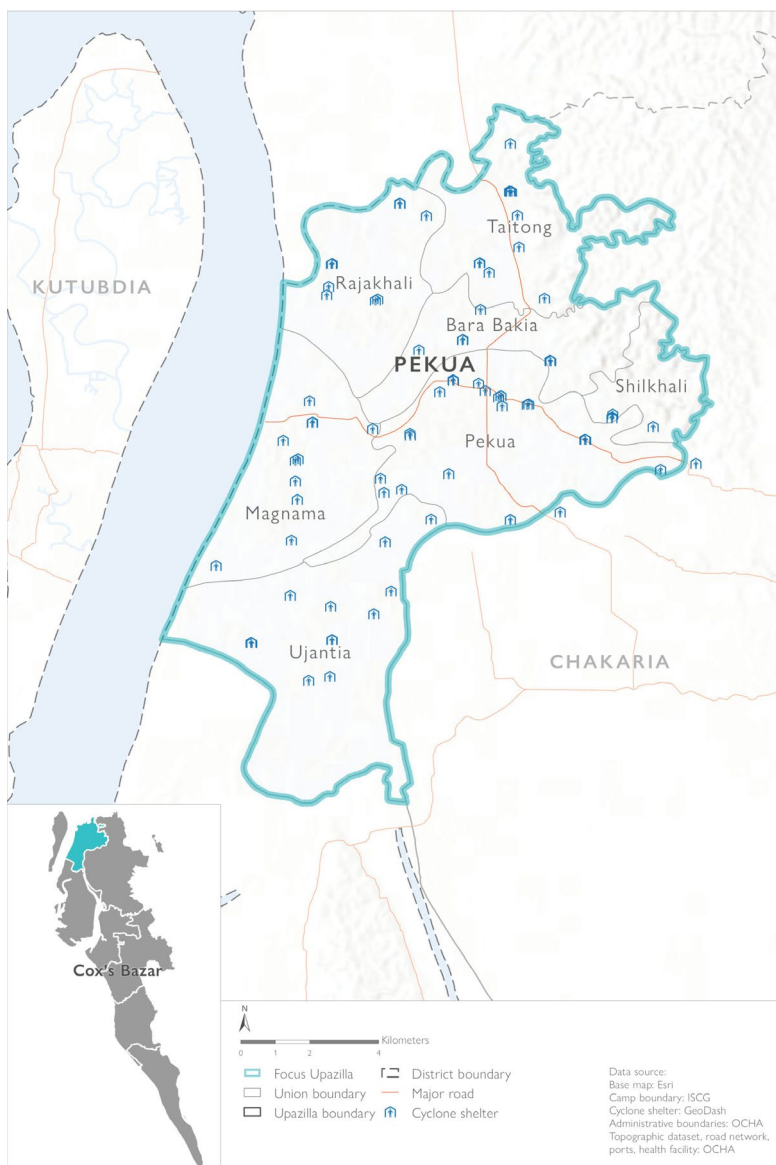 KUTUBDIA
Taitong
Rajakhali
Bara Bakia
PEKUA
Shilkhali
Pekua
Magnama
Ujantia
CHAKARIA
Cox's Bazar
N
Kilometers
0 1 2 4
Focus Upazilla
District boundary
Union boundary
Major road
Upazilla boundary
Cyclone shelter
Data source:
Base map: Esri
Camp boundary: ISCG
Cyclone shelter: GeoDash
Administrative boundaries: OCHA
Topographic dataset, road network,
ports, health facility: OCHA